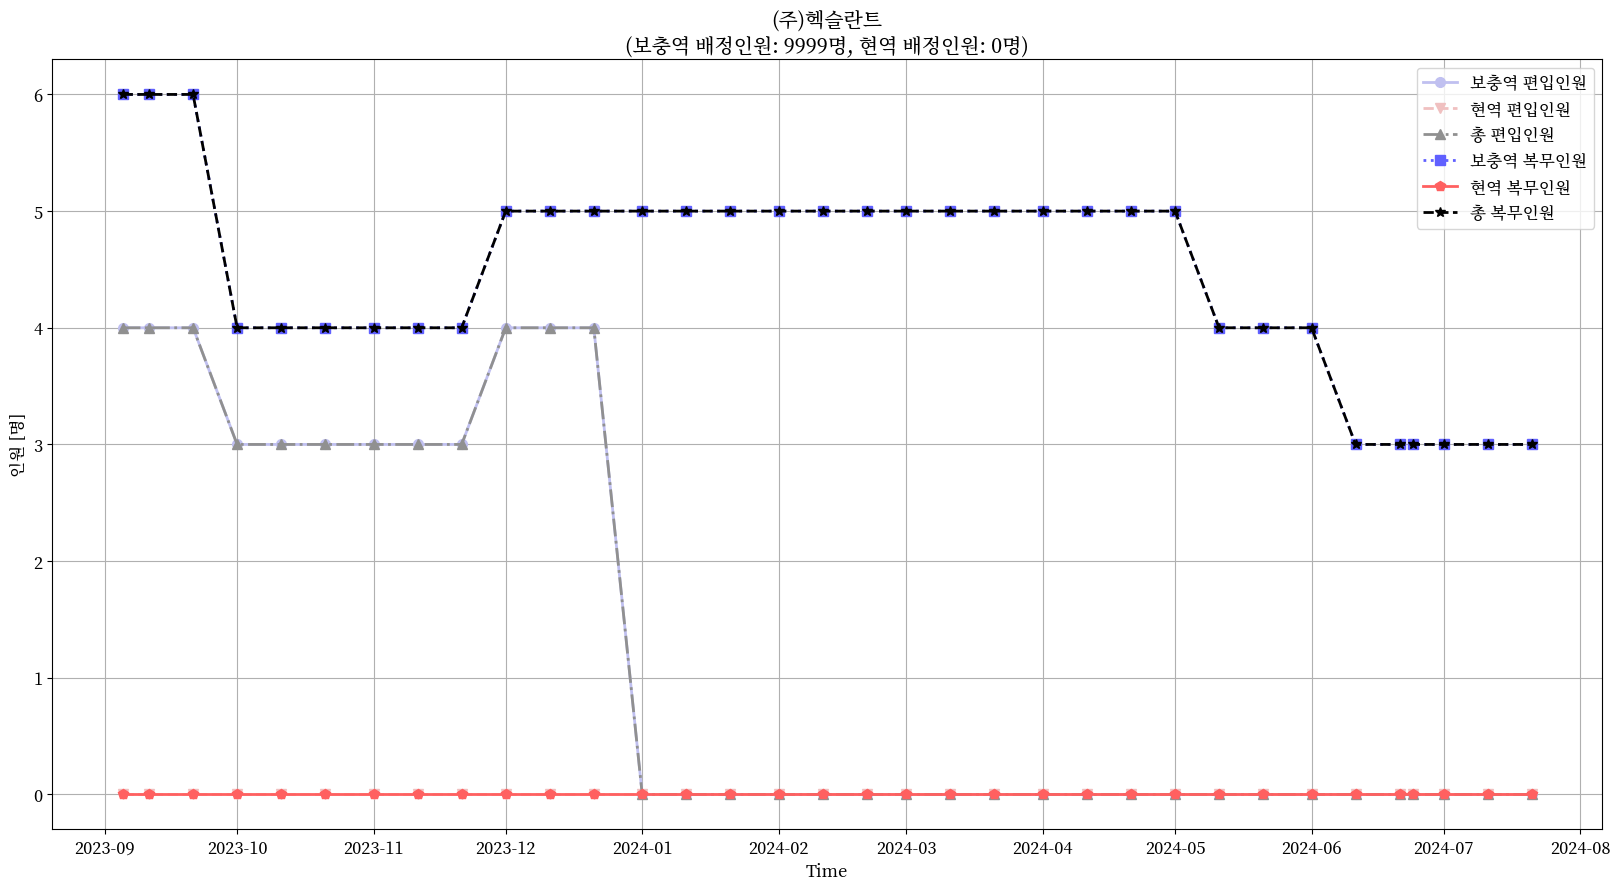 (주)헥슬란트
(보충역 배정인원: 9999명, 현역 배정인원: 0명)
보충역 편입인원
현역 편입인원
총 편입인원
보충역 복무인원
현역 복무인원
총 복무인원
인원 [명]
6
5
4
3
2
1
0
2023-09 2023-10 2023-11 2023-12 2024-01 2024-02 2024-03 2024-04 2024-05 2024-06 2024-07 2024-08
Time